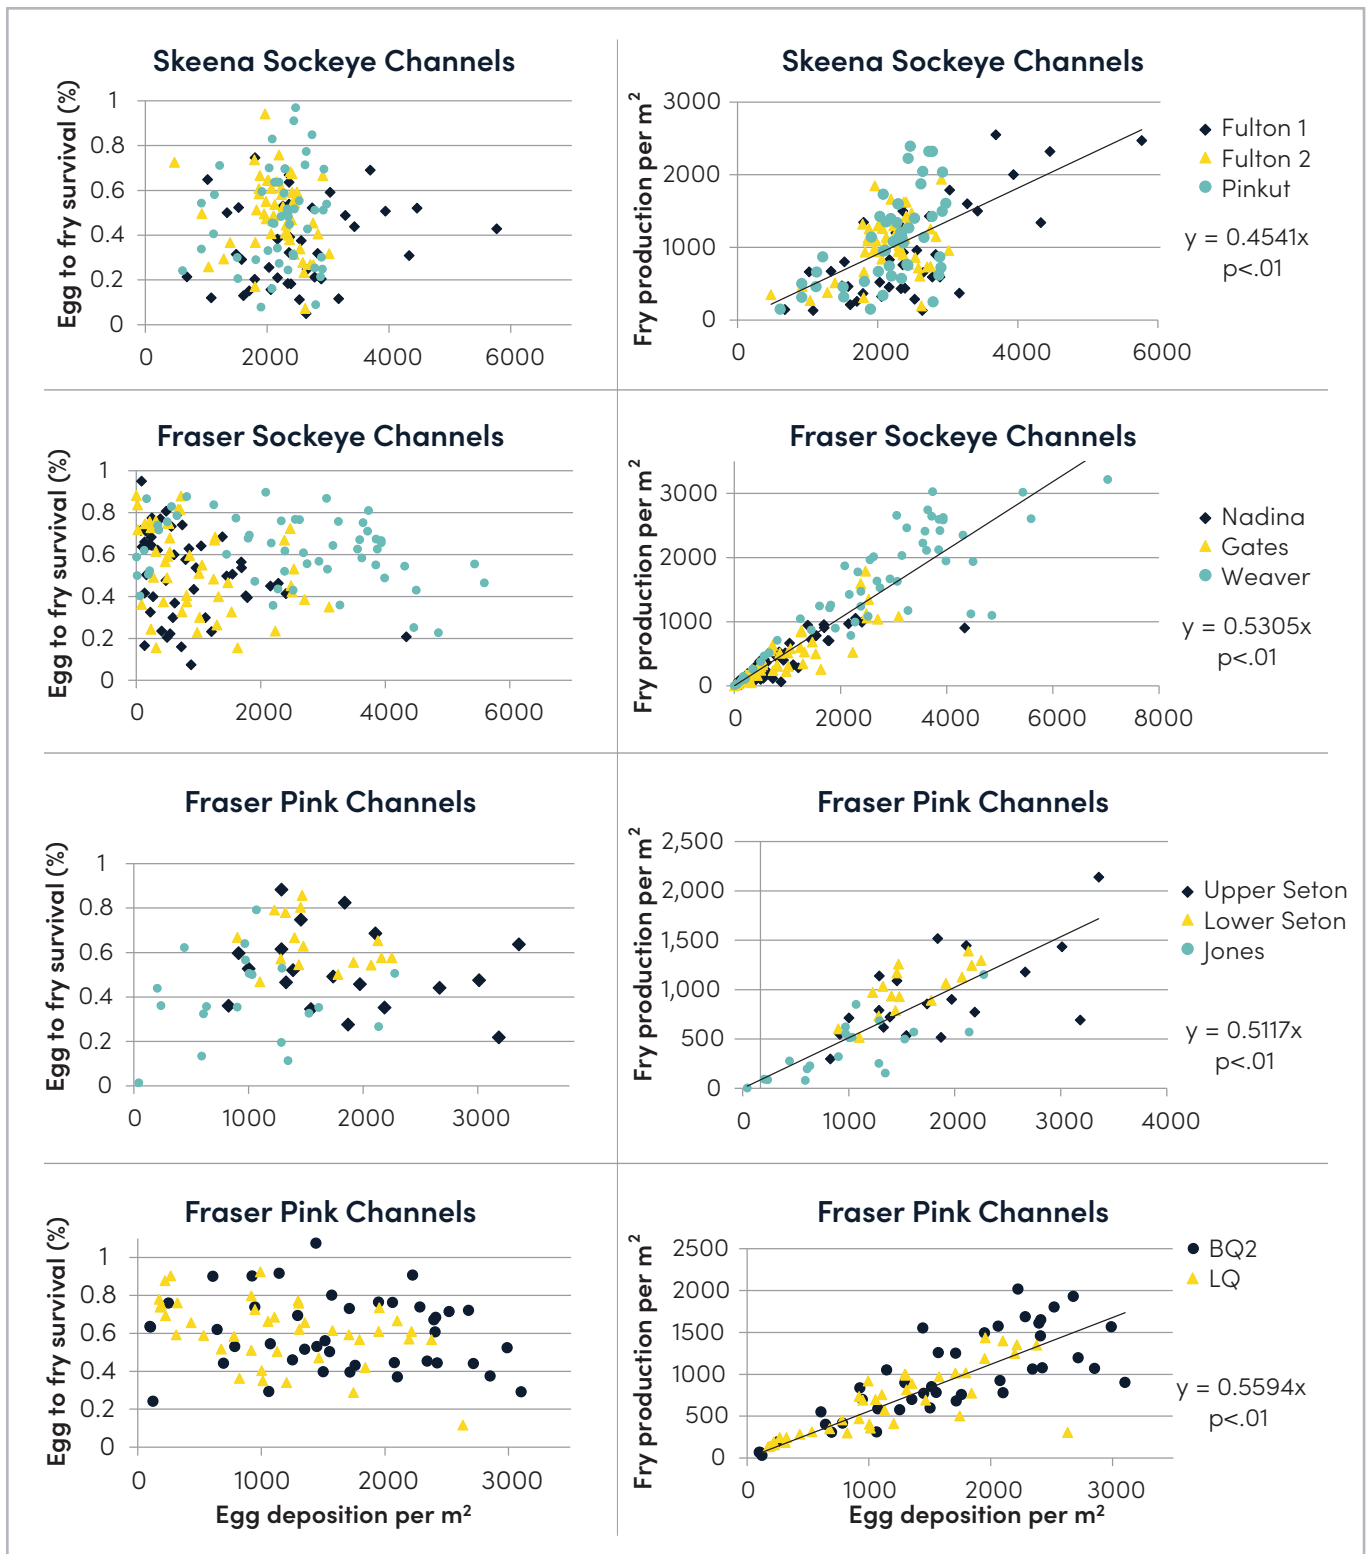 Skeena Sockeye Channels
Egg to fry survival (%)
1
0.8
0.6
0.4
0.2
0
0 2000 4000 6000
Skeena Sockeye Channels
Fry production per m²
3000
2000
1000
0
0 2000 4000 6000
Fulton 1
Fulton 2
Pinkut
y = 0.4541x
p<.01
Fraser Sockeye Channels
Egg to fry survival (%)
1
0.8
0.6
0.4
0.2
0
0 2000 4000 6000
Fraser Sockeye Channels
Fry production per m²
3000
2000
1000
0
0 2000 4000 6000 8000
Nadina
Gates
Weaver
y = 0.5305x
p<.01
Fraser Pink Channels
Egg to fry survival (%)
1
0.8
0.6
0.4
0.2
0
0 1000 2000 3000
Fraser Pink Channels
Fry production per m²
2,500
2,000
1,500
1,000
500
0
0 1000 2000 3000 4000
Upper Seton
Lower Seton
Jones
y = 0.5117x
p<.01
Fraser Pink Channels
Egg to fry survival (%)
1
0.8
0.6
0.4
0.2
0
0 1000 2000 3000
Egg deposition per m²
Fraser Pink Channels
Fry production per m²
2500
2000
1500
1000
500
0
0 1000 2000 3000
Egg deposition per m²
BQ2
LQ
y = 0.5594x
p<.01